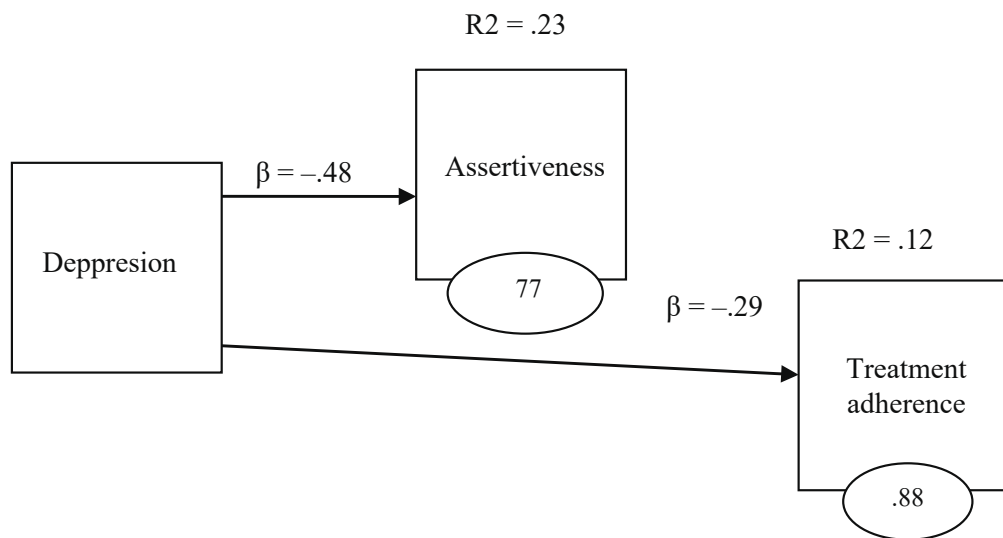 R2 = .23
Assertiveness
β = –.48
Deppresion
R2 = .12
77
β = –.29
Treatment
adherence
.88